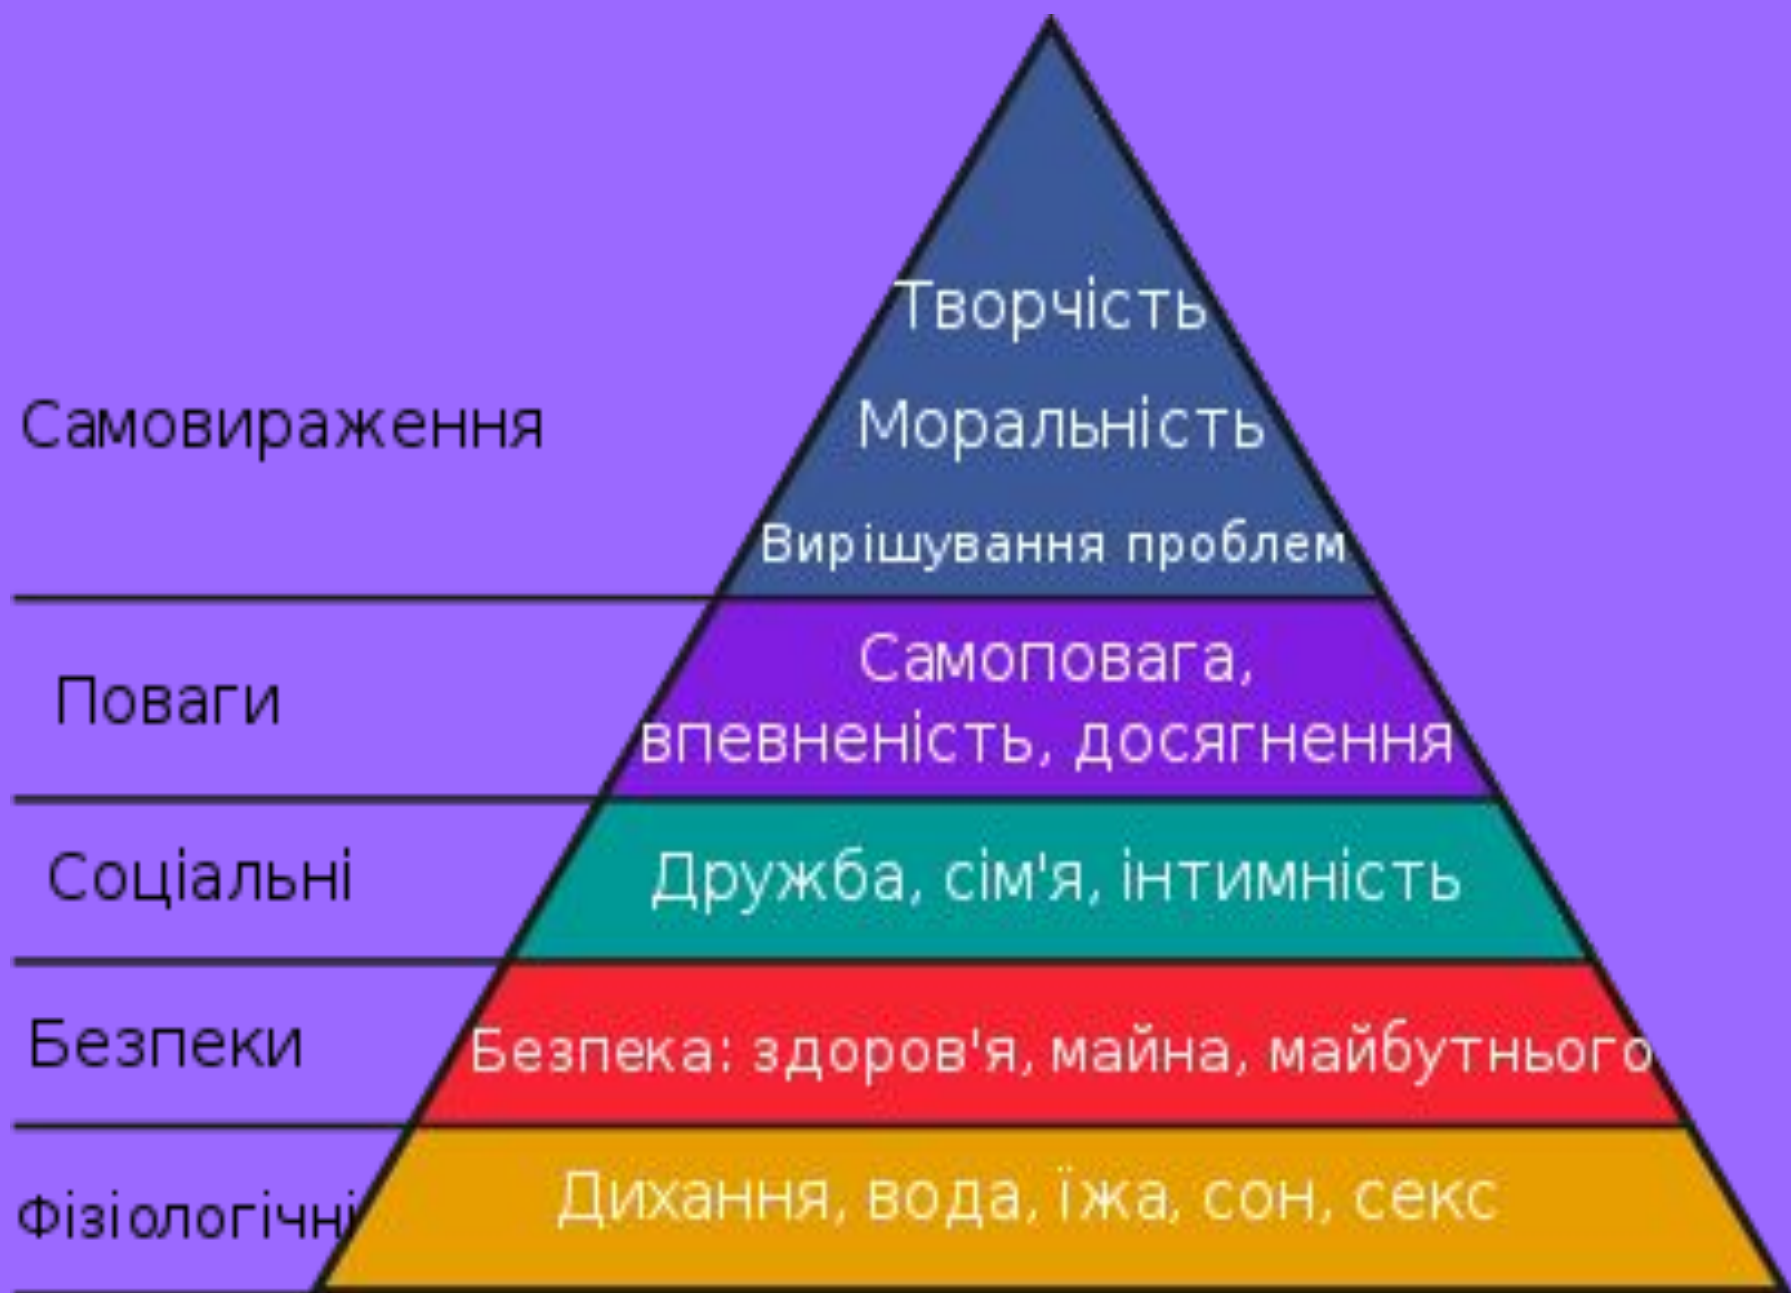 Творчість
Самовираження
Моральність
Вирішування проблем
Поваги
Самоповага,
впевненість, досягнення
Соціальні
Дружба, сім'я, інтимність
Безпеки
Безпека: здоров'я, майна, майбутнього
Фізіологічні
Дихання, вода, їжа, сон, секс